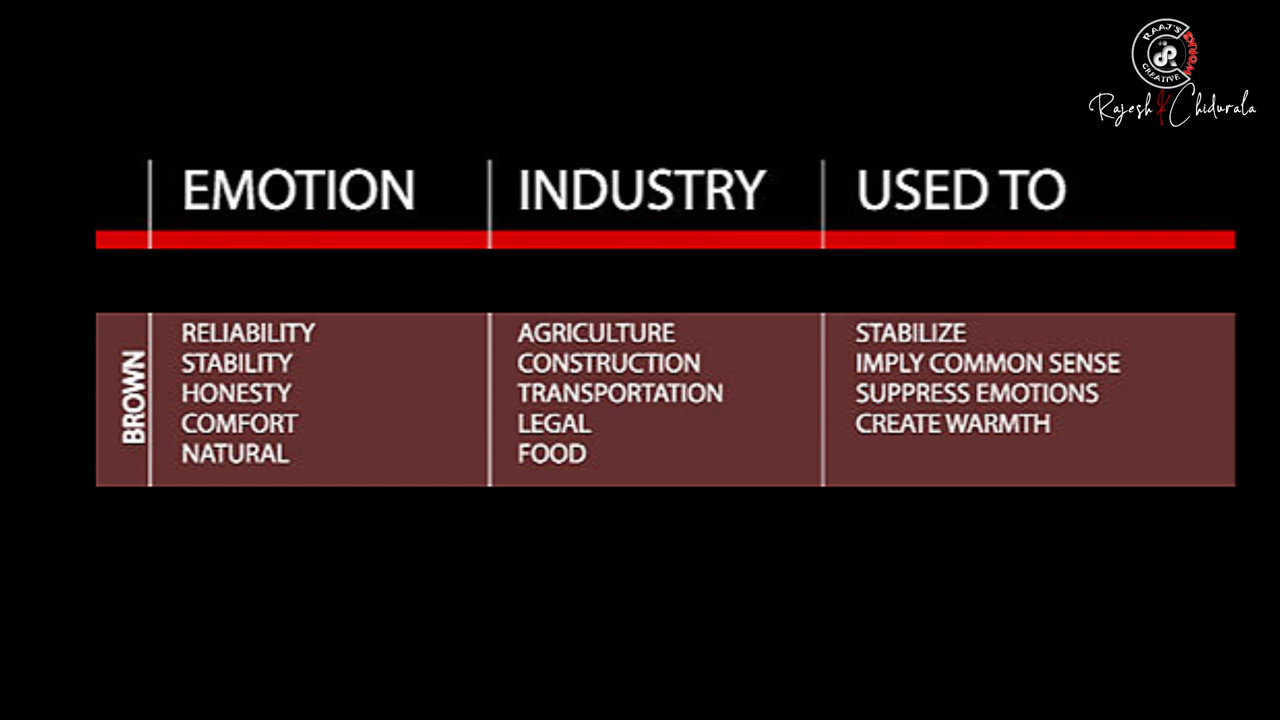 RAAJ'S
CREATIVE
WORKS
Rajesh K Chidurala
EMOTION
INDUSTRY
USED TO
BROWN
RELIABILITY
STABILITY
HONESTY
COMFORT
NATURAL
AGRICULTURE
CONSTRUCTION
TRANSPORTATION
LEGAL
FOOD
STABILIZE
IMPLY COMMON SENSE
SUPPRESS EMOTIONS
CREATE WARMTH